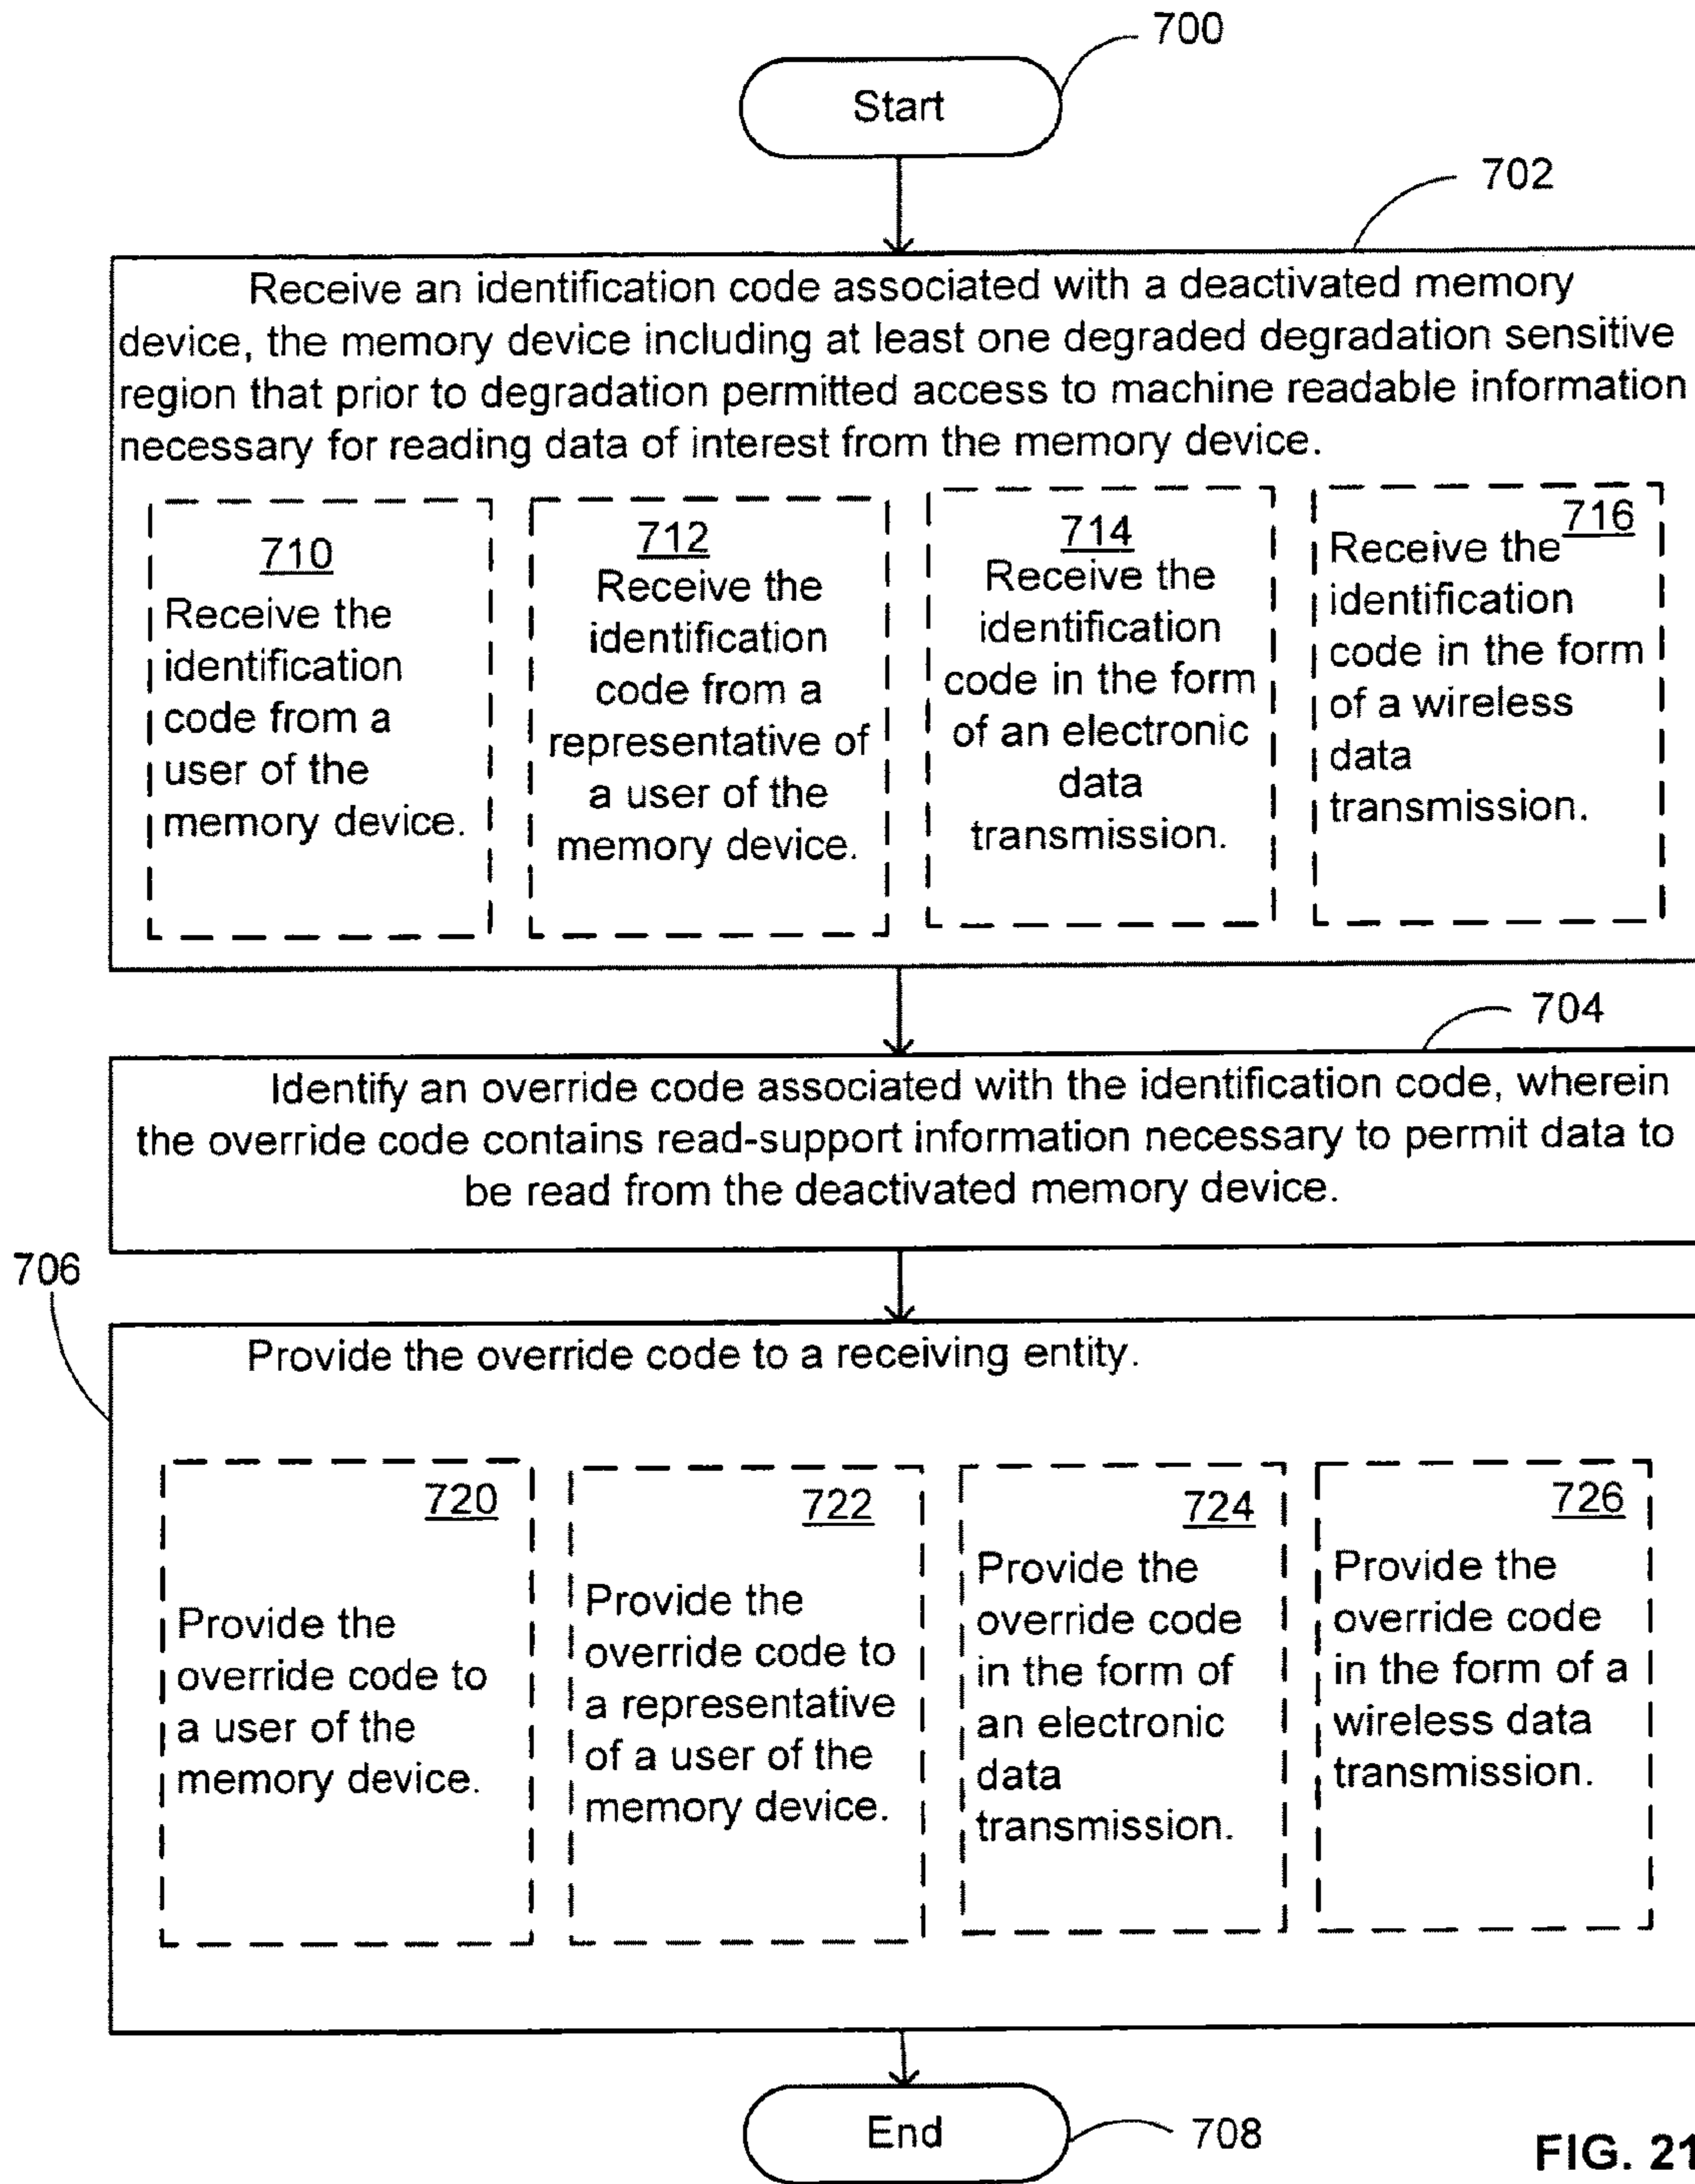 700
Start
702
Receive an identification code associated with a deactivated memory
device, the memory device including at least one degraded degradation sensitive
region that prior to degradation permitted access to machine readable information
necessary for reading data of interest from the memory device.
710
Receive the
identification
code from a
user of the
memory device.
712
Receive the
identification
code from a
representative of
a user of the
memory device.
714
Receive the
identification
code in the form
of an electronic
data
transmission.
716
Receive the
identification
code in the form
of a wireless
data
transmission.
704
Identify an override code associated with the identification code, wherein
the override code contains read-support information necessary to permit data to
be read from the deactivated memory device.
706
Provide the override code to a receiving entity.
720
Provide the
override code to
a user of the
memory device.
722
Provide the
override code to
a representative
of a user of the
memory device.
724
Provide the
override code
in the form of
an electronic
data
transmission.
726
Provide the
override code
in the form of a
wireless data
transmission.
End
708
FIG. 21